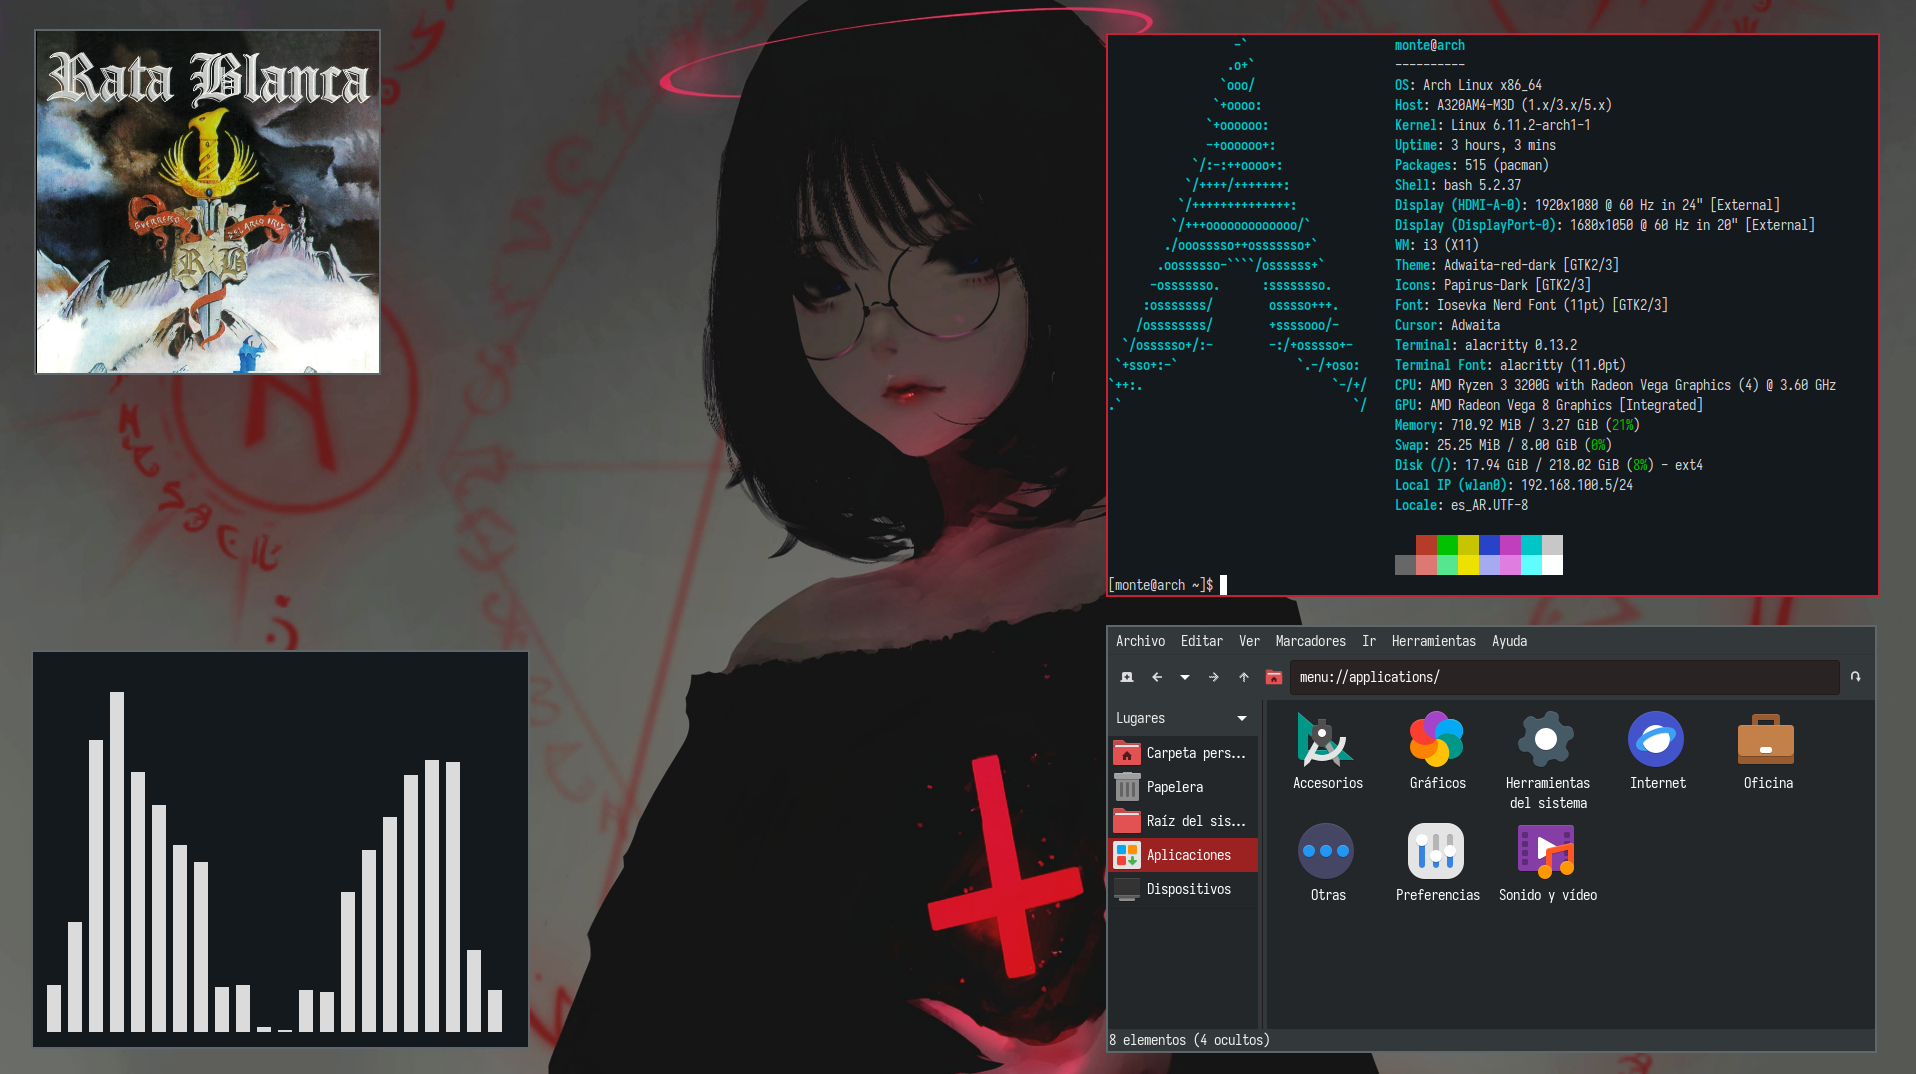 Rata Blanca
GUERRERO
DEL ARCO IRIS
R B
monte@arch
----------
OS: Arch Linux x86_64
Host: A320AM4-M3D (1.x/3.x/5.x)
Kernel: Linux 6.11.2-arch1-1
Uptime: 3 hours, 3 mins
Packages: 515 (pacman)
Shell: bash 5.2.37
Display (HDMI-A-0): 1920x1080 @ 60 Hz in 24" [External]
Display (DisplayPort-0): 1680x1050 @ 60 Hz in 20" [External]
WM: i3 (X11)
Theme: Adwaita-red-dark [GTK2/3]
Icons: Papirus-Dark [GTK2/3]
Font: Iosevka Nerd Font (11pt) [GTK2/3]
Cursor: Adwaita
Terminal: alacritty 0.13.2
Terminal Font: alacritty (11.0pt)
CPU: AMD Ryzen 3 3200G with Radeon Vega Graphics (4) @ 3.60 GHz
GPU: AMD Radeon Vega 8 Graphics [Integrated]
Memory: 710.92 MiB / 3.27 GiB (21%)
Swap: 25.25 MiB / 8.00 GiB (0%)
Disk (/): 17.94 GiB / 218.02 GiB (8%) - ext4
Local IP (wlan0): 192.168.100.5/24
Locale: es_AR.UTF-8
[monte@arch ~]$
Archivo Editar Ver Marcadores Ir Herramientas Ayuda
menu://applications/
Lugares
Carpeta pers...
Papelera
Raíz del sis...
Aplicaciones
Dispositivos
Accesorios
Gráficos
Herramientas
del sistema
Internet
Oficina
Otras
Preferencias
Sonido y vídeo
8 elementos (4 ocultos)